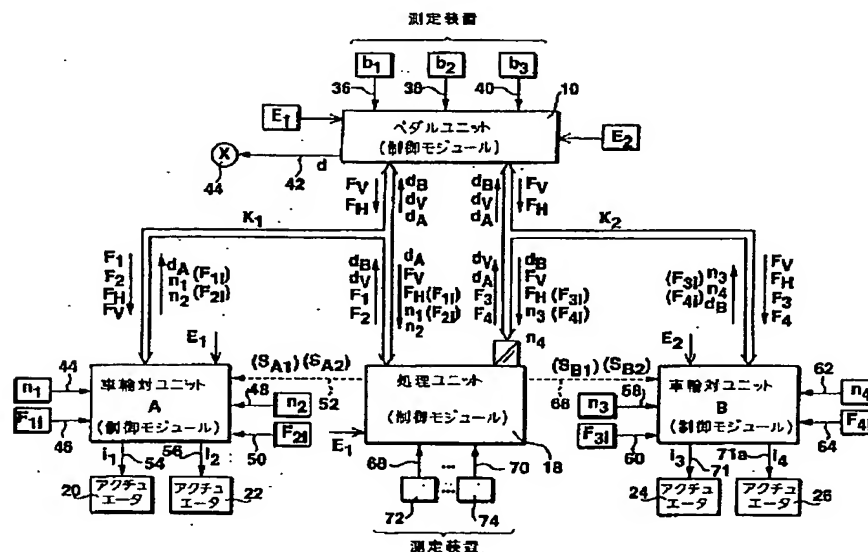 測定装置
b1 b2 b3
36 38 40
10
E1
ペダルユニット
(制御モジュール)
E2
X
44 42 d
FV dB dB FV
FH dV dV FH
dA dA
K1 K2
F1 dA
F2 n1 (F1i)
FH n2 (F2i)
FV
dB dA
dV FV
F1 FH (F1i)
F2 n1 (F2i)
n2
dV dB
dA FV
F3 FH (F3i)
F4 n3 (F4i)
n4
(F3i) n3
(F4i) n4
dB
FV
FH
F3
F4
E1
E2
n1 44
F1i 46
車輪対ユニット
A
(制御モジュール)
48 n2
50 F2i
(SA1) (SA2)
52
処理ユニット
(制御モジュール)
18
(SB1) (SB2)
66
n3 58
F3i 60
車輪対ユニット
B
(制御モジュール)
62 n4
64 F4i
E1
i1 54 56 i2
20 アクチュエータ
アクチュエータ 22
68 ... 70
72 ... 74
測定装置
i3 71 71a i4
24 アクチュエータ
アクチュエータ 26